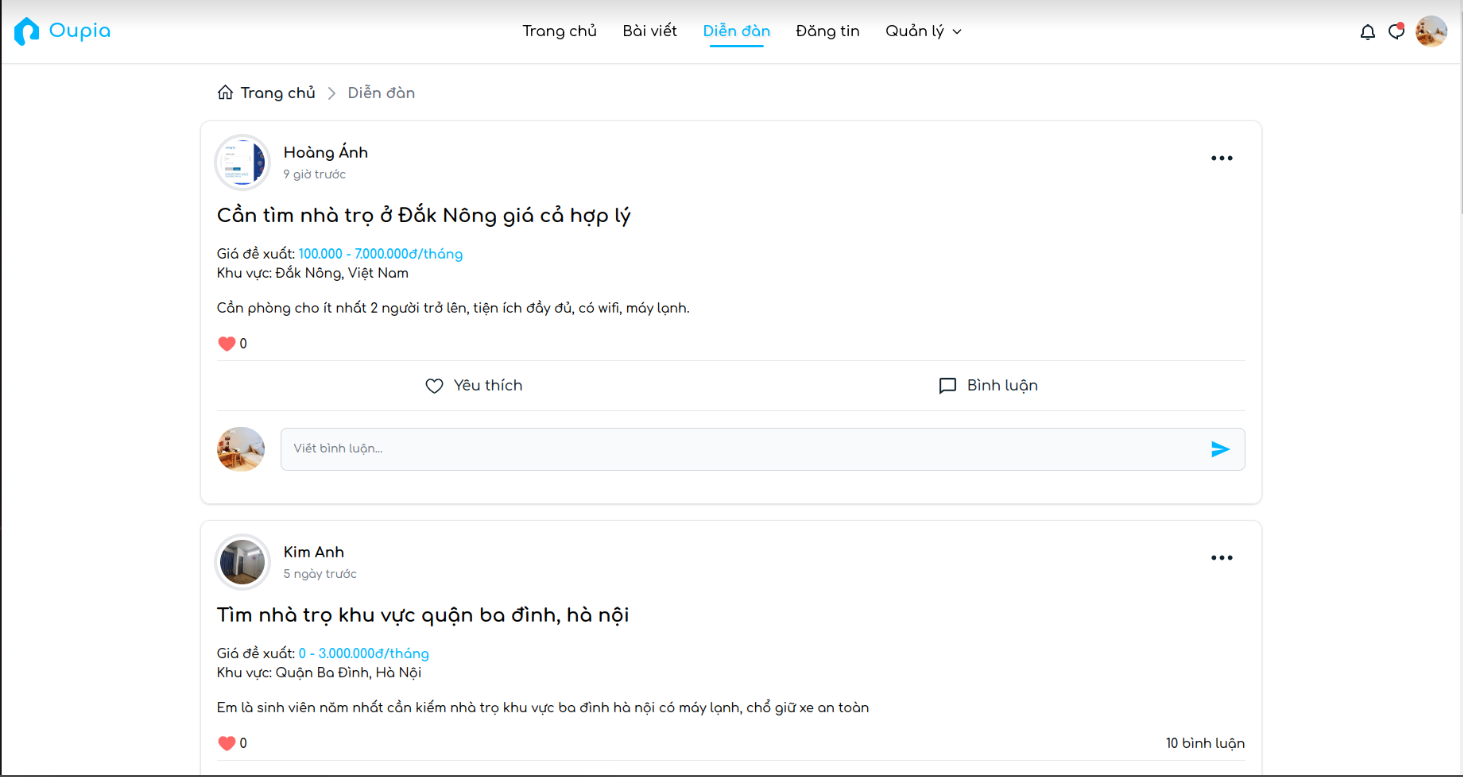 Oupia
Trang chủ Bài viết Diễn đàn Đăng tin Quản lý
Trang chủ Diễn đàn
Hoàng Ánh
9 giờ trước
Cần tìm nhà trọ ở Đắk Nông giá cả hợp lý
Giá đề xuất: 100.000 - 7.000.000đ/tháng
Khu vực: Đắk Nông, Việt Nam
Cần phòng cho ít nhất 2 người trở lên, tiện ích đầy đủ, có wifi, máy lạnh.
0
Yêu thích Bình luận
Viết bình luận...
Kim Anh
5 ngày trước
Tìm nhà trọ khu vực quận ba đình, hà nội
Giá đề xuất: 0 - 3.000.000đ/tháng
Khu vực: Quận Ba Đình, Hà Nội
Em là sinh viên năm nhất cần kiếm nhà trọ khu vực ba đình hà nội có máy lạnh, chổ giữ xe an toàn
0 10 bình luận